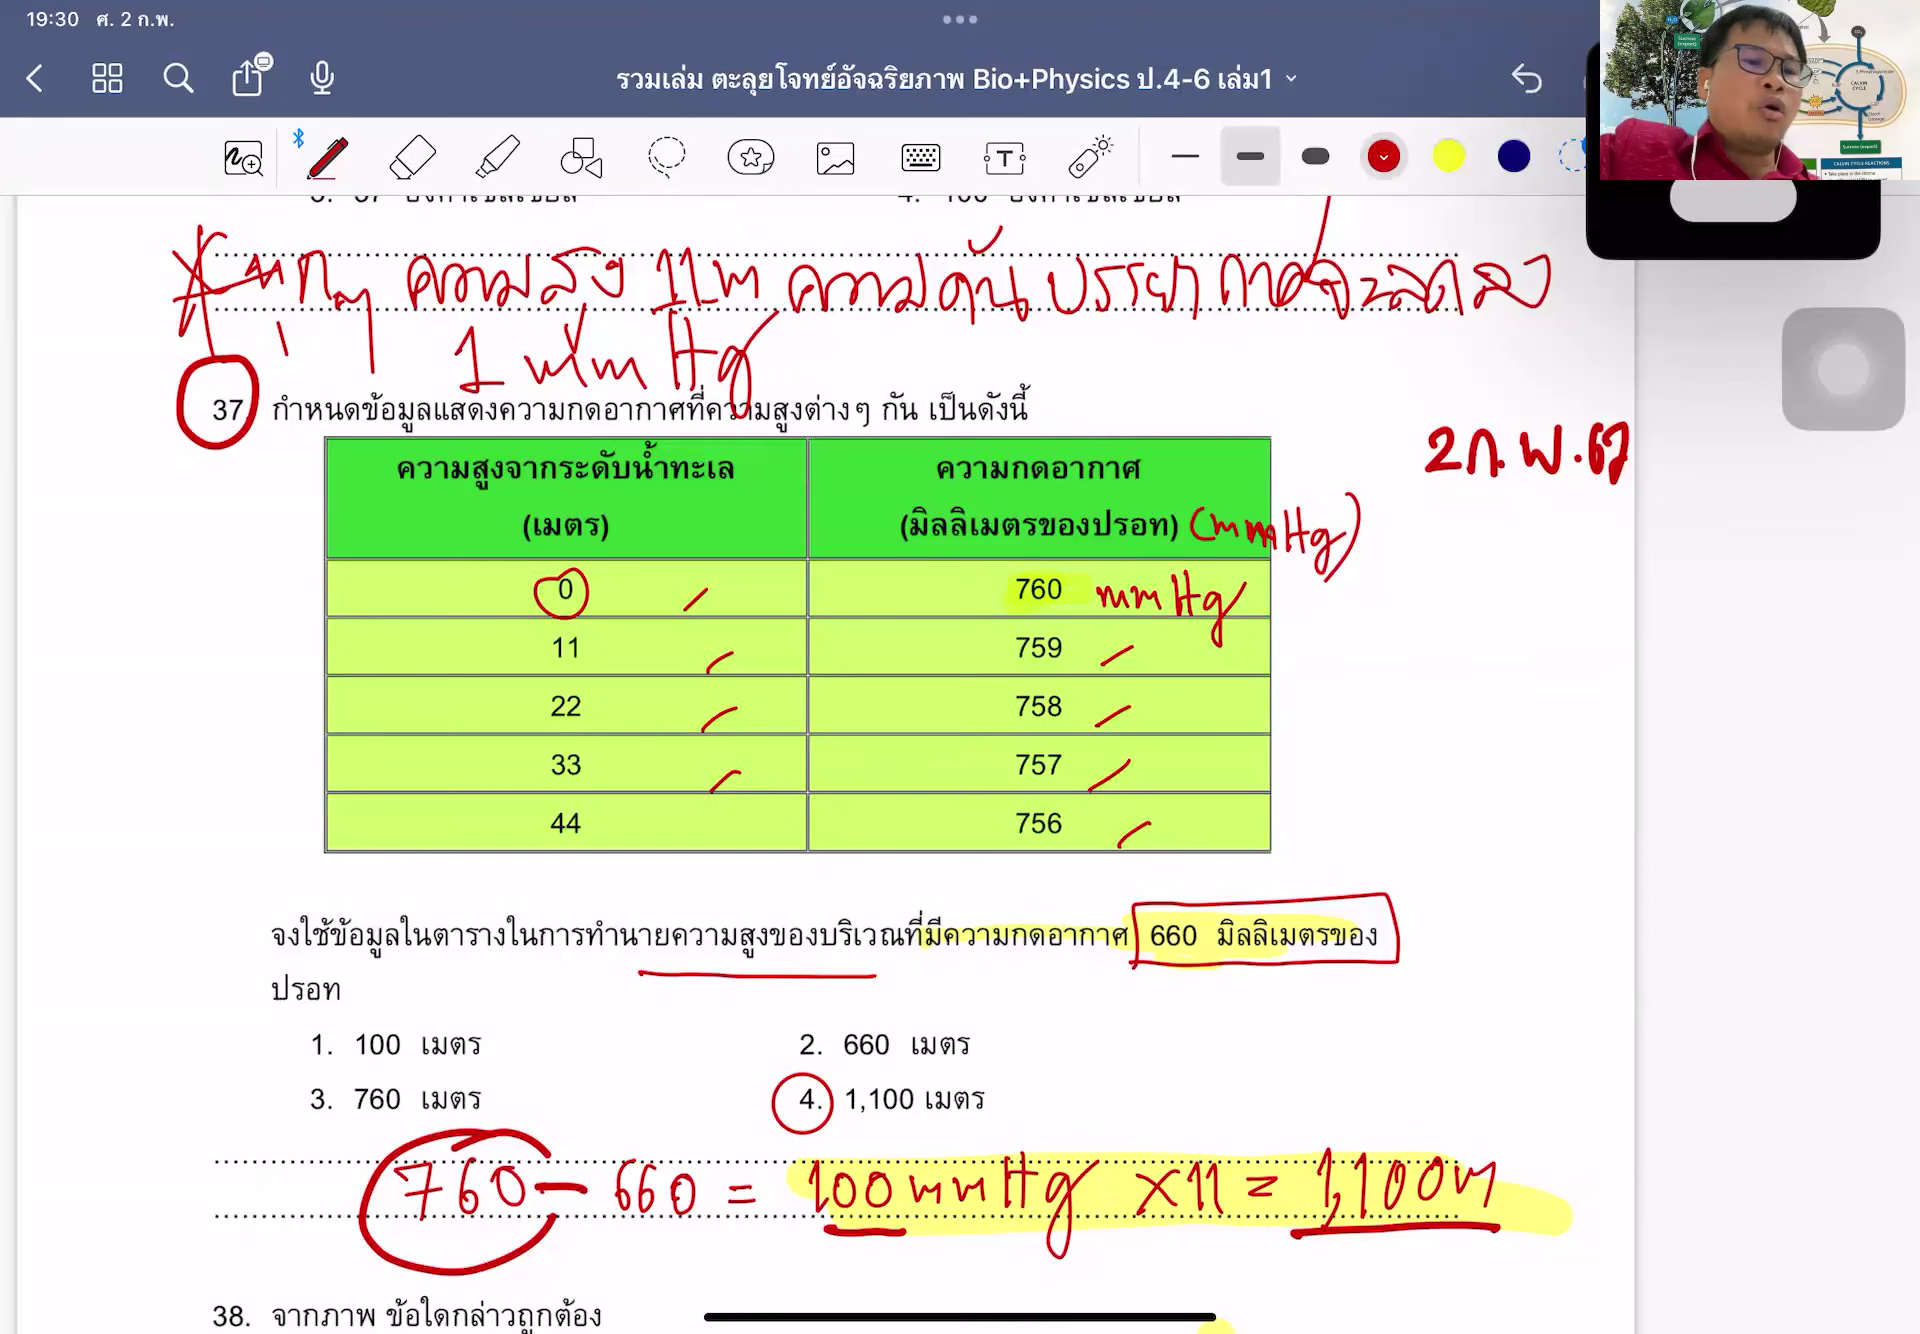 19:30 ศ. 2 ก.พ.
รวมเล่ม ตะลุยโจทย์อัจฉริยภาพ Bio+Physics ป.4-6 เล่ม1
ทุกๆ ความสูง 11 m ความดันบรรยากาศจะลดลง
1 mm Hg
37. กำหนดข้อมูลแสดงความกดอากาศที่ความสูงต่างๆ กัน เป็นดังนี้
2 ก.พ.67
ความสูงจากระดับน้ำทะเล ความกดอากาศ
(เมตร) (มิลลิเมตรของปรอท) (mmHg)
0 760 mmHg
11 759
22 758
33 757
44 756
จงใช้ข้อมูลในตารางในการทำนายความสูงของบริเวณที่มีความกดอากาศ 660 มิลลิเมตรของ
ปรอท
1. 100 เมตร 2. 660 เมตร
3. 760 เมตร 4. 1,100 เมตร
760 - 660 = 100 mmHg x11 = 1,100 m
38. จากภาพ ข้อใดกล่าวถูกต้อง
CALVIN CYCLE
Sucrose (export)
CALVIN CYCLE REACTIONS